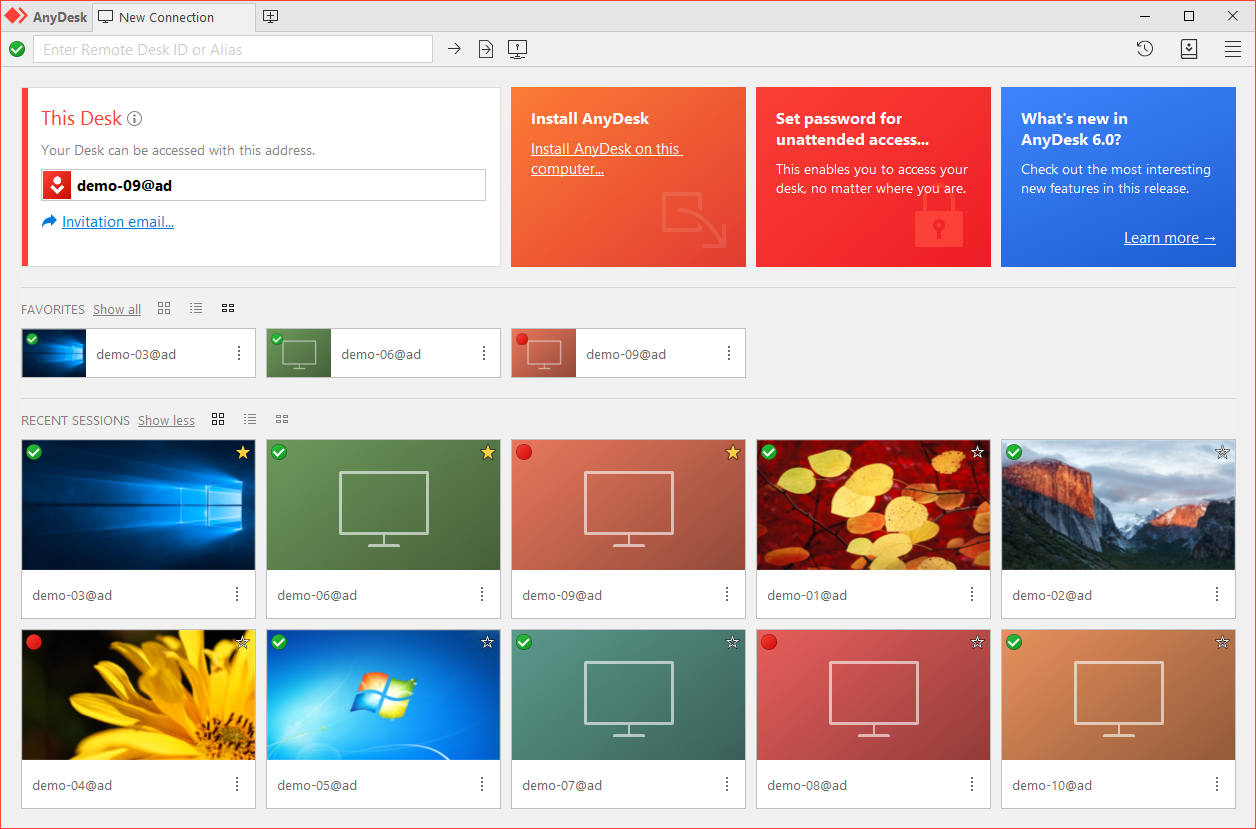 AnyDesk
New Connection
Enter Remote Desk ID or Alias
This Desk
Your Desk can be accessed with this address.
demo-09@ad
Invitation email...
Install AnyDesk
Install AnyDesk on this
computer...
Set password for
unattended access...
This enables you to access your
desk, no matter where you are.
What's new in
AnyDesk 6.0?
Check out the most interesting
new features in this release.
Learn more →
FAVORITES Show all
demo-03@ad
demo-06@ad
demo-09@ad
RECENT SESSIONS Show less
demo-03@ad
demo-06@ad
demo-09@ad
demo-01@ad
demo-02@ad
demo-04@ad
demo-05@ad
demo-07@ad
demo-08@ad
demo-10@ad